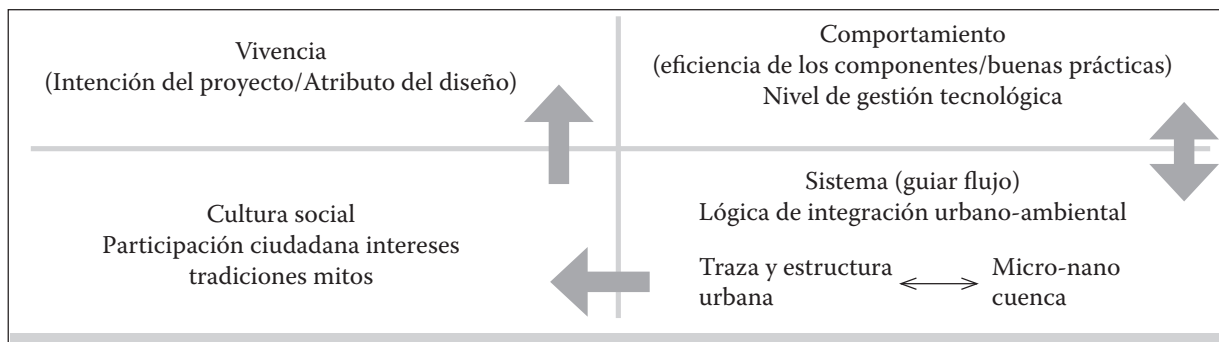 Vivencia
(Intención del proyecto/Atributo del diseño)
Comportamiento
(eficiencia de los componentes/buenas prácticas)
Nivel de gestión tecnológica
Cultura social
Participación ciudadana intereses
tradiciones mitos
Sistema (guiar flujo)
Lógica de integración urbano-ambiental
Traza y estructura
urbana
Micro-nano
cuenca